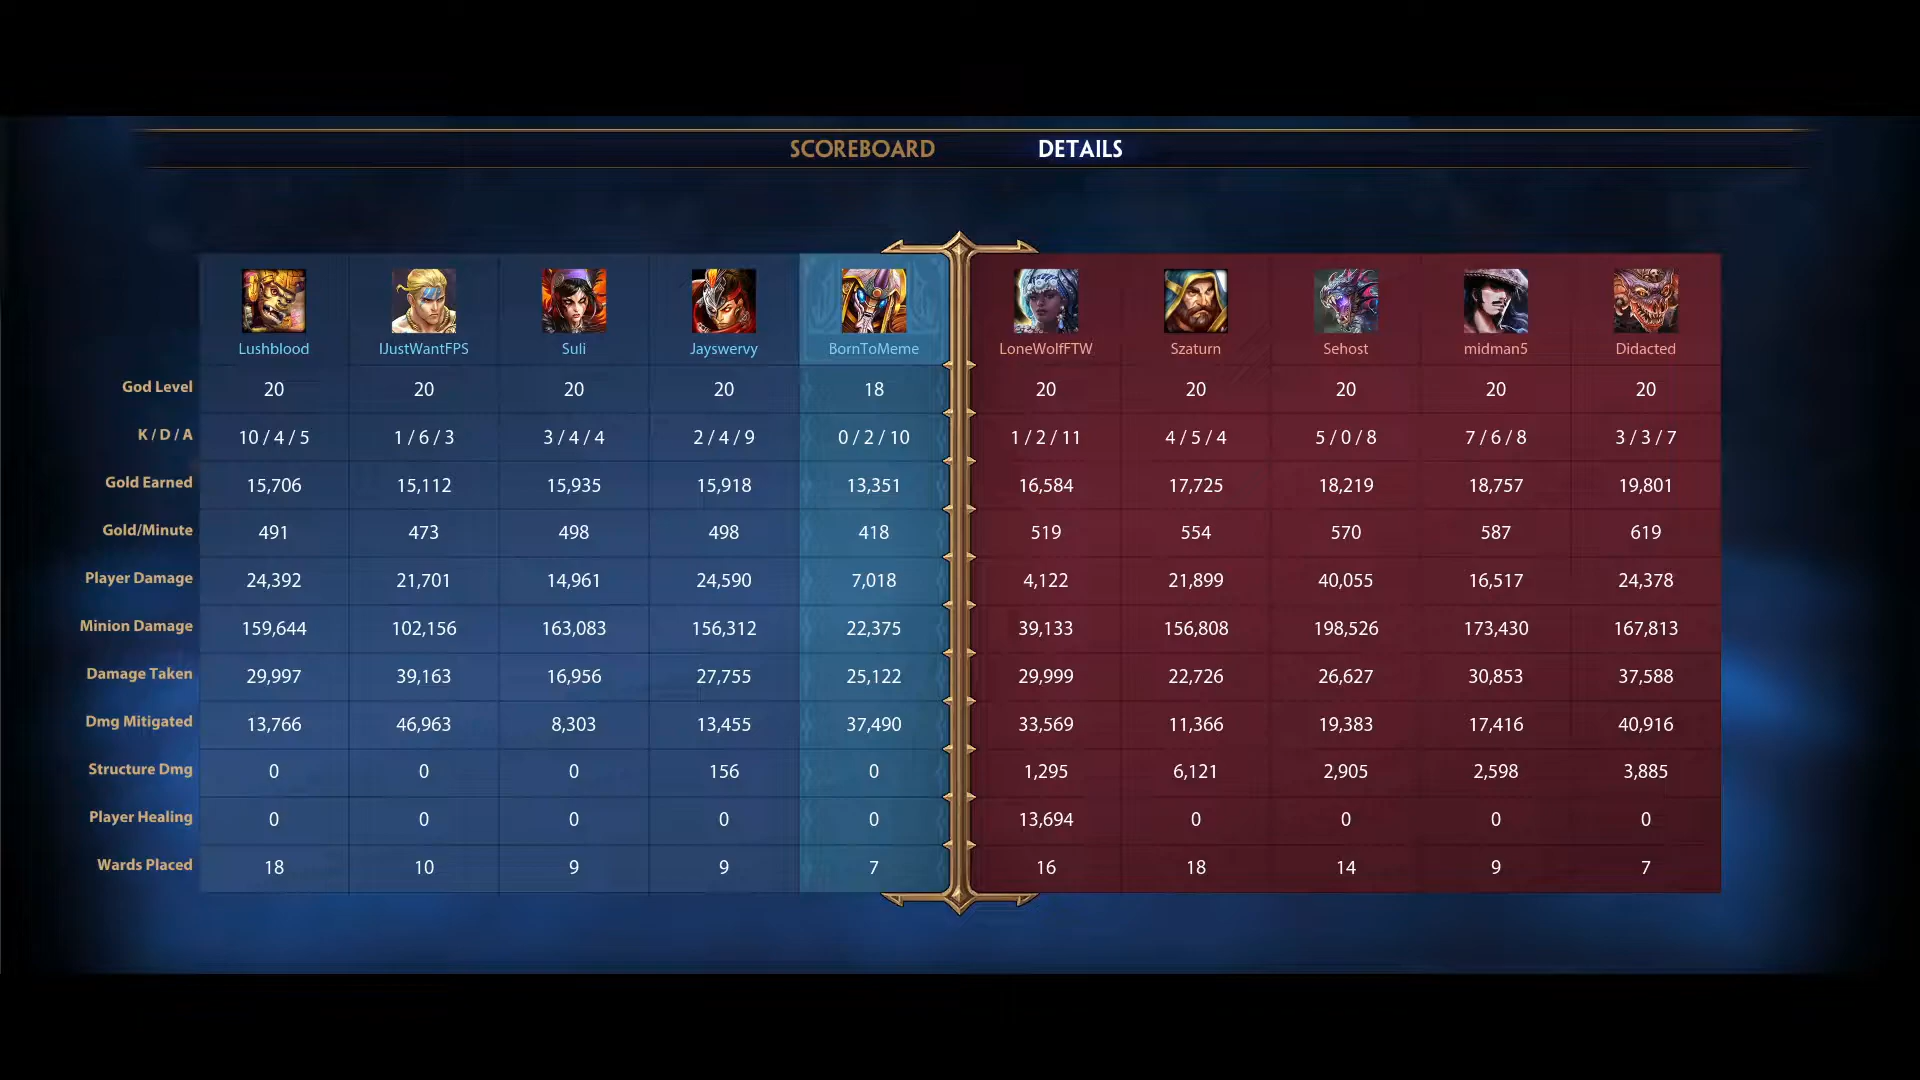 SCOREBOARD DETAILS
Lushblood IJustWantFPS Suli Jayswervy BornToMeme LoneWolfFTW Szaturn Sehost midman5 Didacted
God Level 20 20 20 20 18 20 20 20 20 20
K / D / A 10 / 4 / 5 1 / 6 / 3 3 / 4 / 4 2 / 4 / 9 0 / 2 / 10 1 / 2 / 11 4 / 5 / 4 5 / 0 / 8 7 / 6 / 8 3 / 3 / 7
Gold Earned 15,706 15,112 15,935 15,918 13,351 16,584 17,725 18,219 18,757 19,801
Gold/Minute 491 473 498 498 418 519 554 570 587 619
Player Damage 24,392 21,701 14,961 24,590 7,018 4,122 21,899 40,055 16,517 24,378
Minion Damage 159,644 102,156 163,083 156,312 22,375 39,133 156,808 198,526 173,430 167,813
Damage Taken 29,997 39,163 16,956 27,755 25,122 29,999 22,726 26,627 30,853 37,588
Dmg Mitigated 13,766 46,963 8,303 13,455 37,490 33,569 11,366 19,383 17,416 40,916
Structure Dmg 0 0 0 156 0 1,295 6,121 2,905 2,598 3,885
Player Healing 0 0 0 0 0 13,694 0 0 0 0
Wards Placed 18 10 9 9 7 16 18 14 9 7